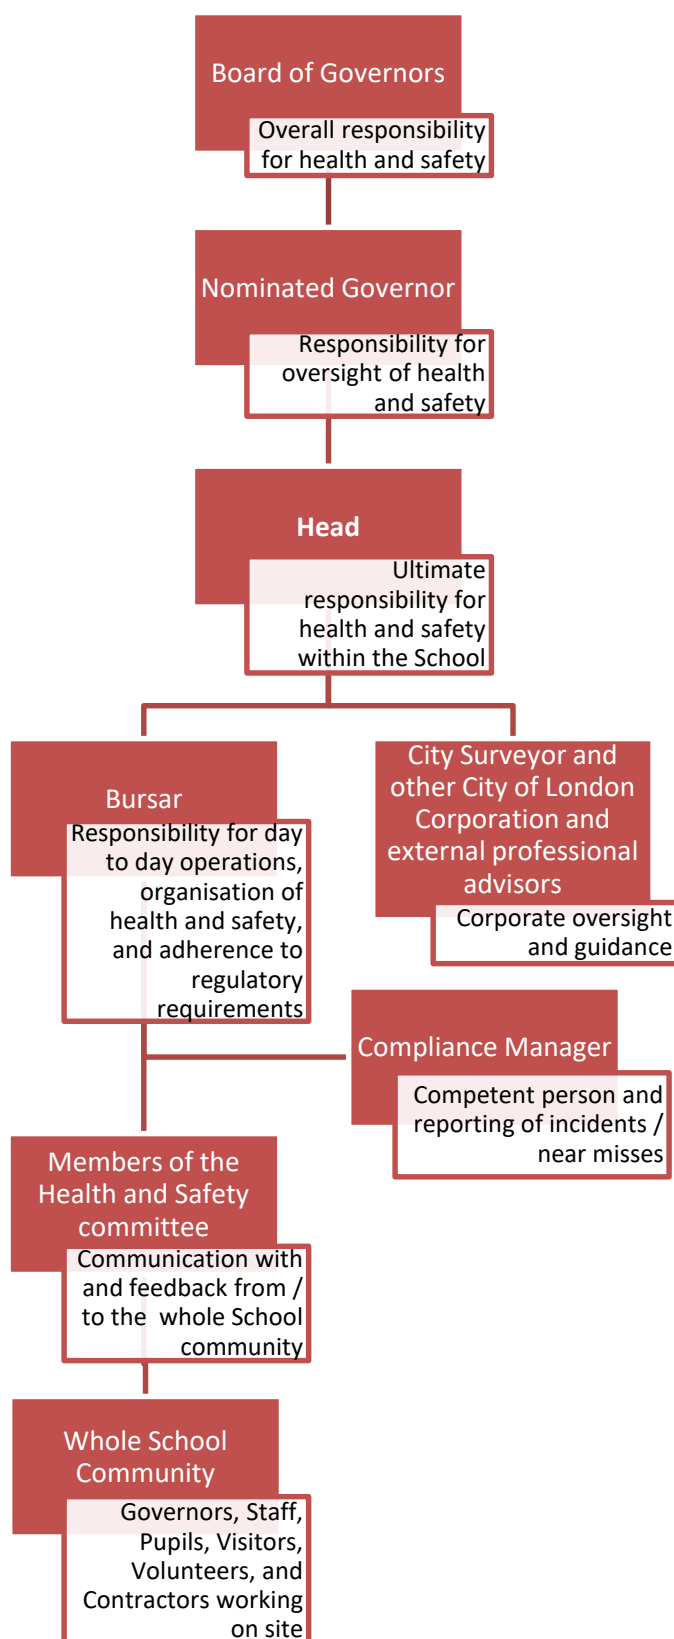 Board of Governors
Overall responsibility
for health and safety
Nominated Governor
Responsibility for
oversight of health
and safety
Head
Ultimate
responsibility for
health and safety
within the School
Bursar
Responsibility for day
to day operations,
organisation of
health and safety,
and adherence to
regulatory
requirements
City Surveyor and
other City of London
Corporation and
external professional
advisors
Corporate oversight
and guidance
Compliance Manager
Competent person and
reporting of incidents /
near misses
Members of the
Health and Safety
committee
Communication with
and feedback from /
to the whole School
community
Whole School
Community
Governors, Staff,
Pupils, Visitors,
Volunteers, and
Contractors working
on site